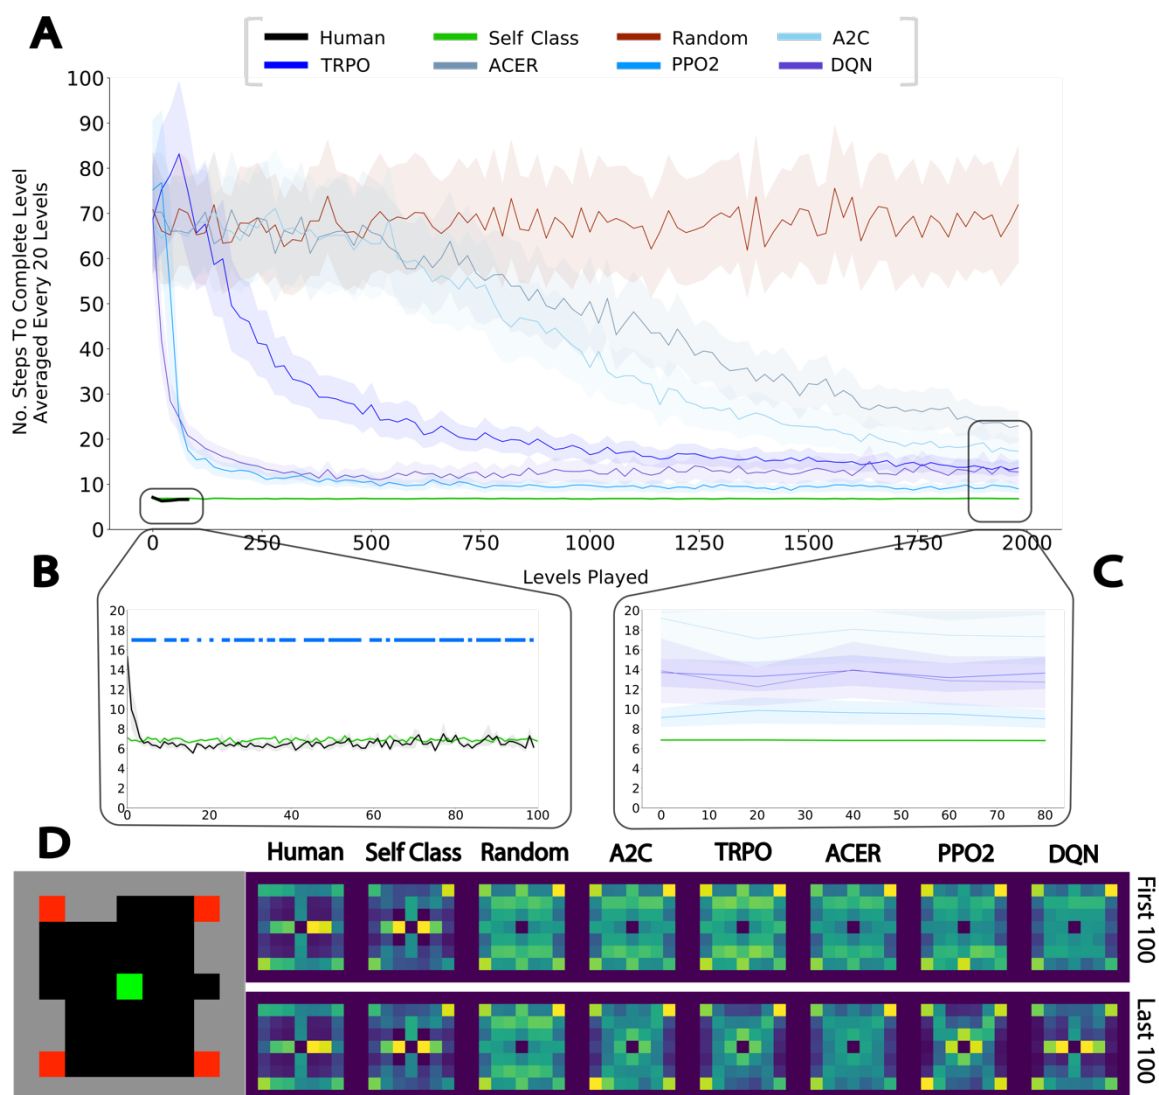 A
Human Self Class Random A2C
TRPO ACER PPO2 DQN
No. Steps To Complete Level
Averaged Every 20 Levels
100
90
80
70
60
50
40
30
20
10
0
0 250 500 750 1000 1250 1500 1750 2000
Levels Played
B
20
18
16
14
12
10
8
6
4
2
0
0 20 40 60 80 100
C
20
18
16
14
12
10
8
6
4
2
0
0 10 20 30 40 50 60 70 80
D
Human Self Class Random A2C TRPO ACER PPO2 DQN
First 100
Last 100